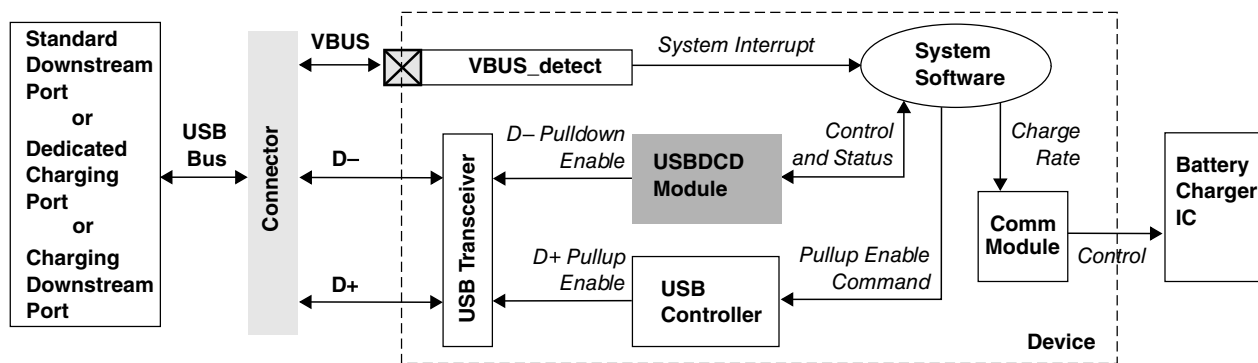 Standard
Downstream
Port
or
Dedicated
Charging
Port
or
Charging
Downstream
Port
USB
Bus
Connector
VBUS
D–
D+
VBUS_detect
System Interrupt
System
Software
USB Transceiver
D– Pulldown
Enable
USBDCD
Module
Control
and Status
Charge
Rate
D+ Pullup
Enable
USB
Controller
Pullup Enable
Command
Comm
Module
Control
Battery
Charger
IC
Device